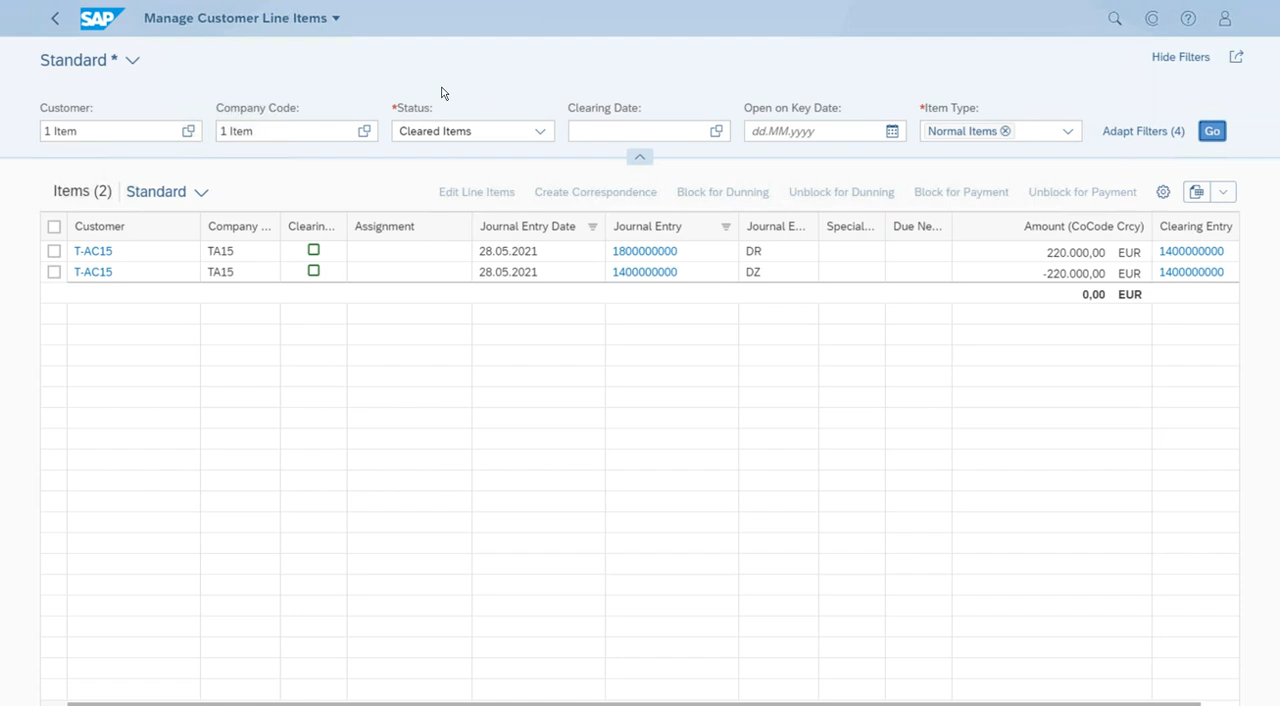 SAP Manage Customer Line Items
Standard *
Hide Filters
Customer: Company Code: *Status: Clearing Date: Open on Key Date: *Item Type:
1 Item 1 Item Cleared Items dd.MM.yyyy Normal Items Adapt Filters (4) Go
Items (2) Standard Edit Line Items Create Correspondence Block for Dunning Unblock for Dunning Block for Payment Unblock for Payment
Customer Company ... Clearin... Assignment Journal Entry Date Journal Entry Journal E... Special... Due Ne... Amount (CoCode Crcy) Clearing Entry
T-AC15 TA15 28.05.2021 1800000000 DR 220.000,00 EUR 1400000000
T-AC15 TA15 28.05.2021 1400000000 DZ -220.000,00 EUR 1400000000
0,00 EUR